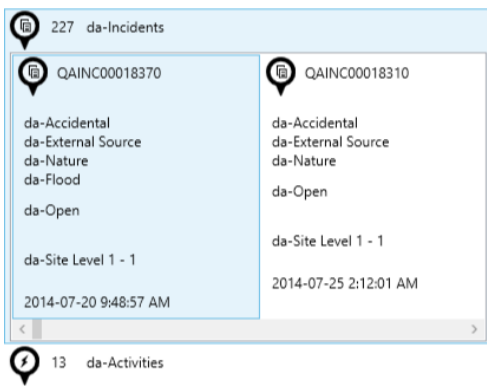 227 da-Incidents
QAINC00018370
da-Accidental
da-External Source
da-Nature
da-Flood
da-Open
da-Site Level 1 - 1
2014-07-20 9:48:57 AM
QAINC00018310
da-Accidental
da-External Source
da-Nature
da-Open
da-Site Level 1 - 1
2014-07-25 2:12:01 AM
13 da-Activities